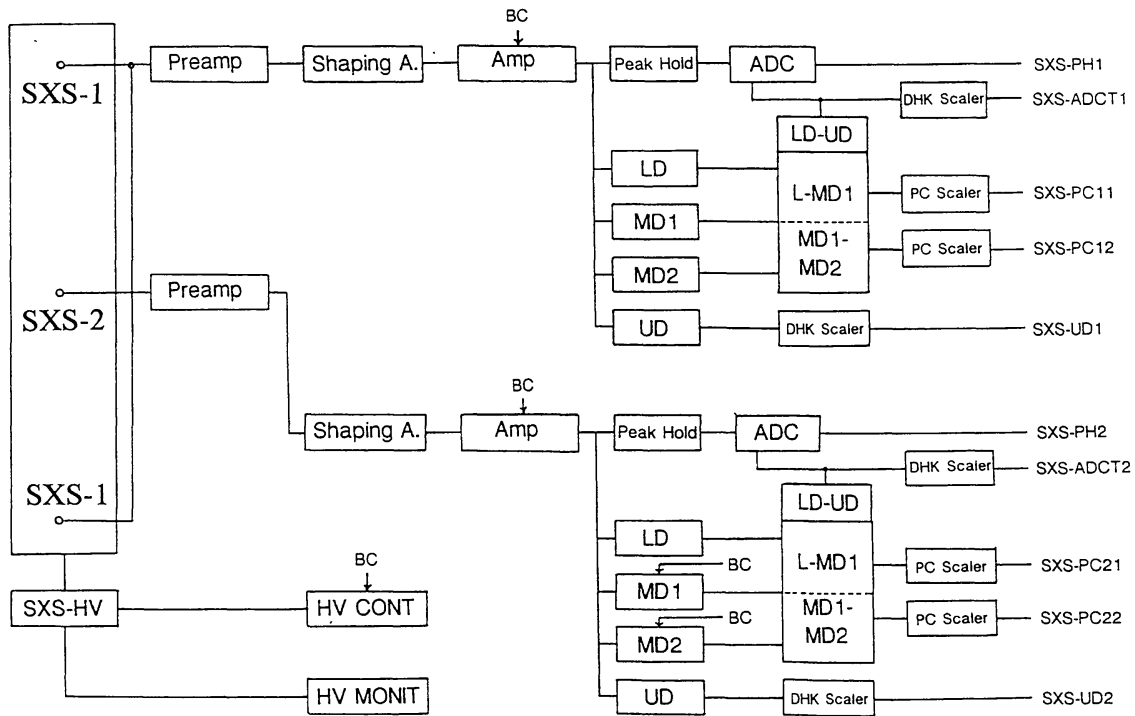 BC
Preamp
Shaping A.
Amp
Peak Hold
ADC
SXS-PH1
SXS-1
DHK Scaler
SXS-ADCT1
LD-UD
LD
L-MD1
PC Scaler
SXS-PC11
MD1
MD1-
MD2
PC Scaler
SXS-PC12
MD2
Preamp
SXS-2
UD
DHK Scaler
SXS-UD1
BC
Shaping A.
Amp
Peak Hold
ADC
SXS-PH2
DHK Scaler
SXS-ADCT2
SXS-1
LD-UD
LD
L-MD1
PC Scaler
SXS-PC21
BC
BC
MD1
SXS-HV
HV CONT
MD1-
MD2
PC Scaler
SXS-PC22
BC
MD2
HV MONIT
UD
DHK Scaler
SXS-UD2